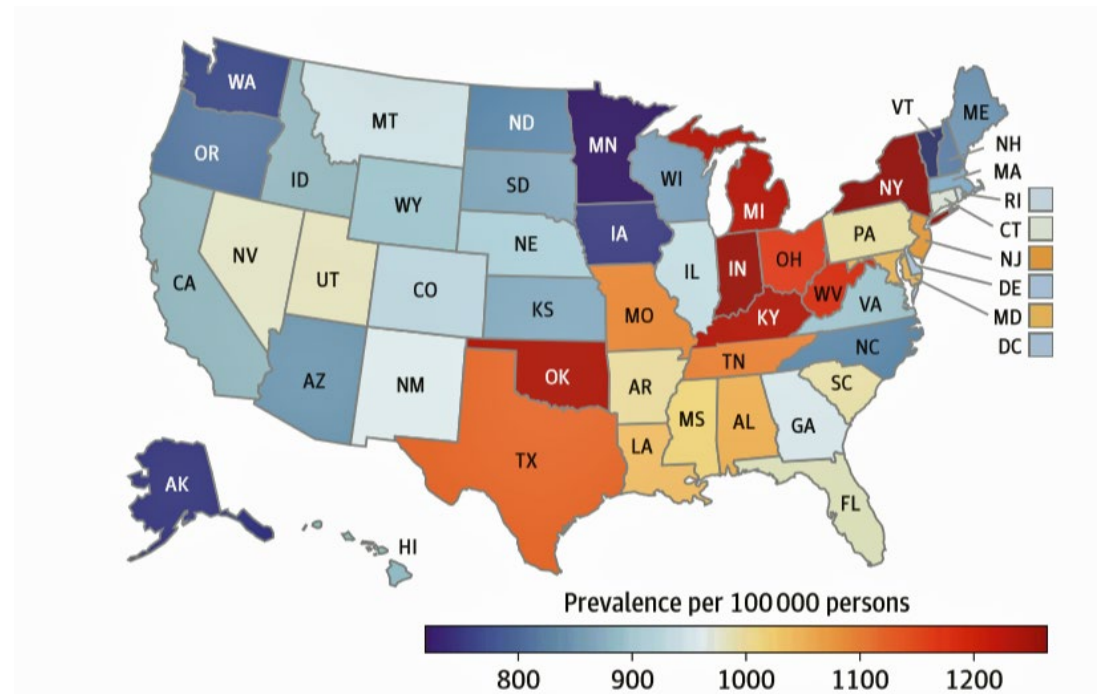 WA
MT
ND
MN
OR
ID
WY
SD
WI
MI
VT
ME
NH
MA
NY
RI
CT
NJ
DE
MD
DC
PA
NE
IA
NV
UT
CO
CA
KS
MO
IL
IN
OH
WV
KY
VA
NC
TN
SC
AZ
NM
OK
AR
MS
AL
GA
LA
TX
FL
AK
HI
Prevalence per 100 000 persons
800 900 1000 1100 1200